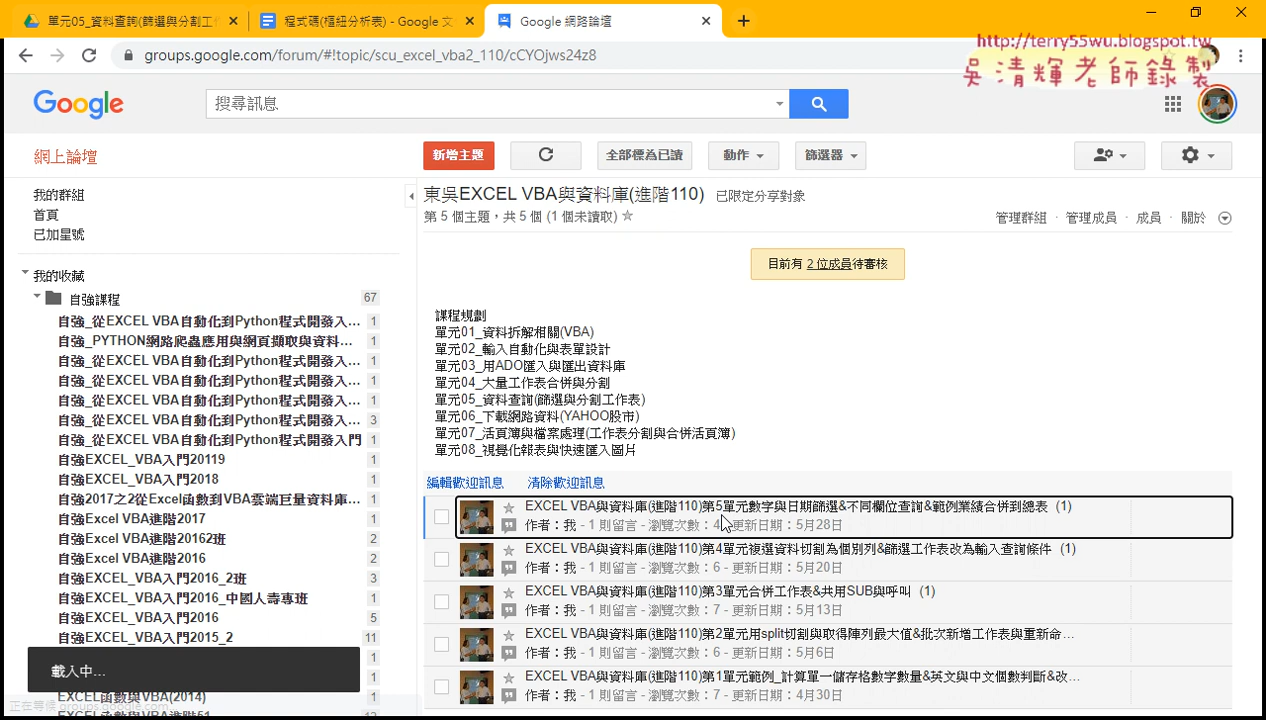 單元05_資料查詢(篩選與分割工作
程式碼(樞紐分析表) - Google 文
Google 網路論壇
groups.google.com/forum/#!topic/scu_excel_vba2_110/cCYOjws24z8
http://terry55wu.blogspot.tw
吳清輝老師錄製
Google
搜尋訊息
網上論壇
新增主題
全部標為已讀
動作
篩選器
我的群組
首頁
已加星號
我的收藏
自強課程 67
自強_從EXCEL VBA自動化到Python程式開發入... 1
自強_PYTHON網路爬蟲應用與網頁擷取與資料... 1
自強_從EXCEL VBA自動化到Python程式開發入... 1
自強_從EXCEL VBA自動化到Python程式開發入... 1
自強_從EXCEL VBA自動化到Python程式開發入... 1
自強_從EXCEL VBA自動化到Python程式開發入... 3
自強_從EXCEL VBA自動化到Python程式開發入門 1
自強EXCEL_VBA入門20119 1
自強EXCEL_VBA入門2018 1
自強2017之2從Excel函數到VBA雲端巨量資料庫... 1
自強Excel VBA進階2017 1
自強Excel VBA進階20162班 2
自強Excel VBA進階2016 2
自強EXCEL_VBA入門2016_2班 3
自強EXCEL_VBA入門2016_中國人壽專班 1
自強EXCEL_VBA入門2016 5
自強EXCEL_VBA入門2015_2 11
1
EXCEL函數與VBA(2014) 1
載入中...
正在等候 groups.google.com...
東吳EXCEL VBA與資料庫(進階110) 已限定分享對象
第 5 個主題，共 5 個 (1 個未讀取)
管理群組 · 管理成員 · 成員 · 關於
目前有 2 位成員待審核
課程規劃
單元01_資料拆解相關(VBA)
單元02_輸入自動化與表單設計
單元03_用ADO匯入與匯出資料庫
單元04_大量工作表合併與分割
單元05_資料查詢(篩選與分割工作表)
單元06_下載網路資料(YAHOO股市)
單元07_活頁簿與檔案處理(工作表分割與合併活頁簿)
單元08_視覺化報表與快速匯入圖片
編輯歡迎訊息 清除歡迎訊息
EXCEL VBA與資料庫(進階110)第5單元數字與日期篩選&不同欄位查詢&範例業績合併到總表 (1)
作者：我 - 1 則留言 - 瀏覽次數：4 - 更新日期：5月28日
EXCEL VBA與資料庫(進階110)第4單元複選資料切割為個別列&篩選工作表改為輸入查詢條件 (1)
作者：我 - 1 則留言 - 瀏覽次數：6 - 更新日期：5月20日
EXCEL VBA與資料庫(進階110)第3單元合併工作表&共用SUB與呼叫 (1)
作者：我 - 1 則留言 - 瀏覽次數：7 - 更新日期：5月13日
EXCEL VBA與資料庫(進階110)第2單元用split切割與取得陣列最大值&批次新增工作表與重新命...
作者：我 - 1 則留言 - 瀏覽次數：6 - 更新日期：5月6日
EXCEL VBA與資料庫(進階110)第1單元範例_計算單一儲存格數字數量&英文與中文個數判斷&改...
作者：我 - 1 則留言 - 瀏覽次數：7 - 更新日期：4月30日